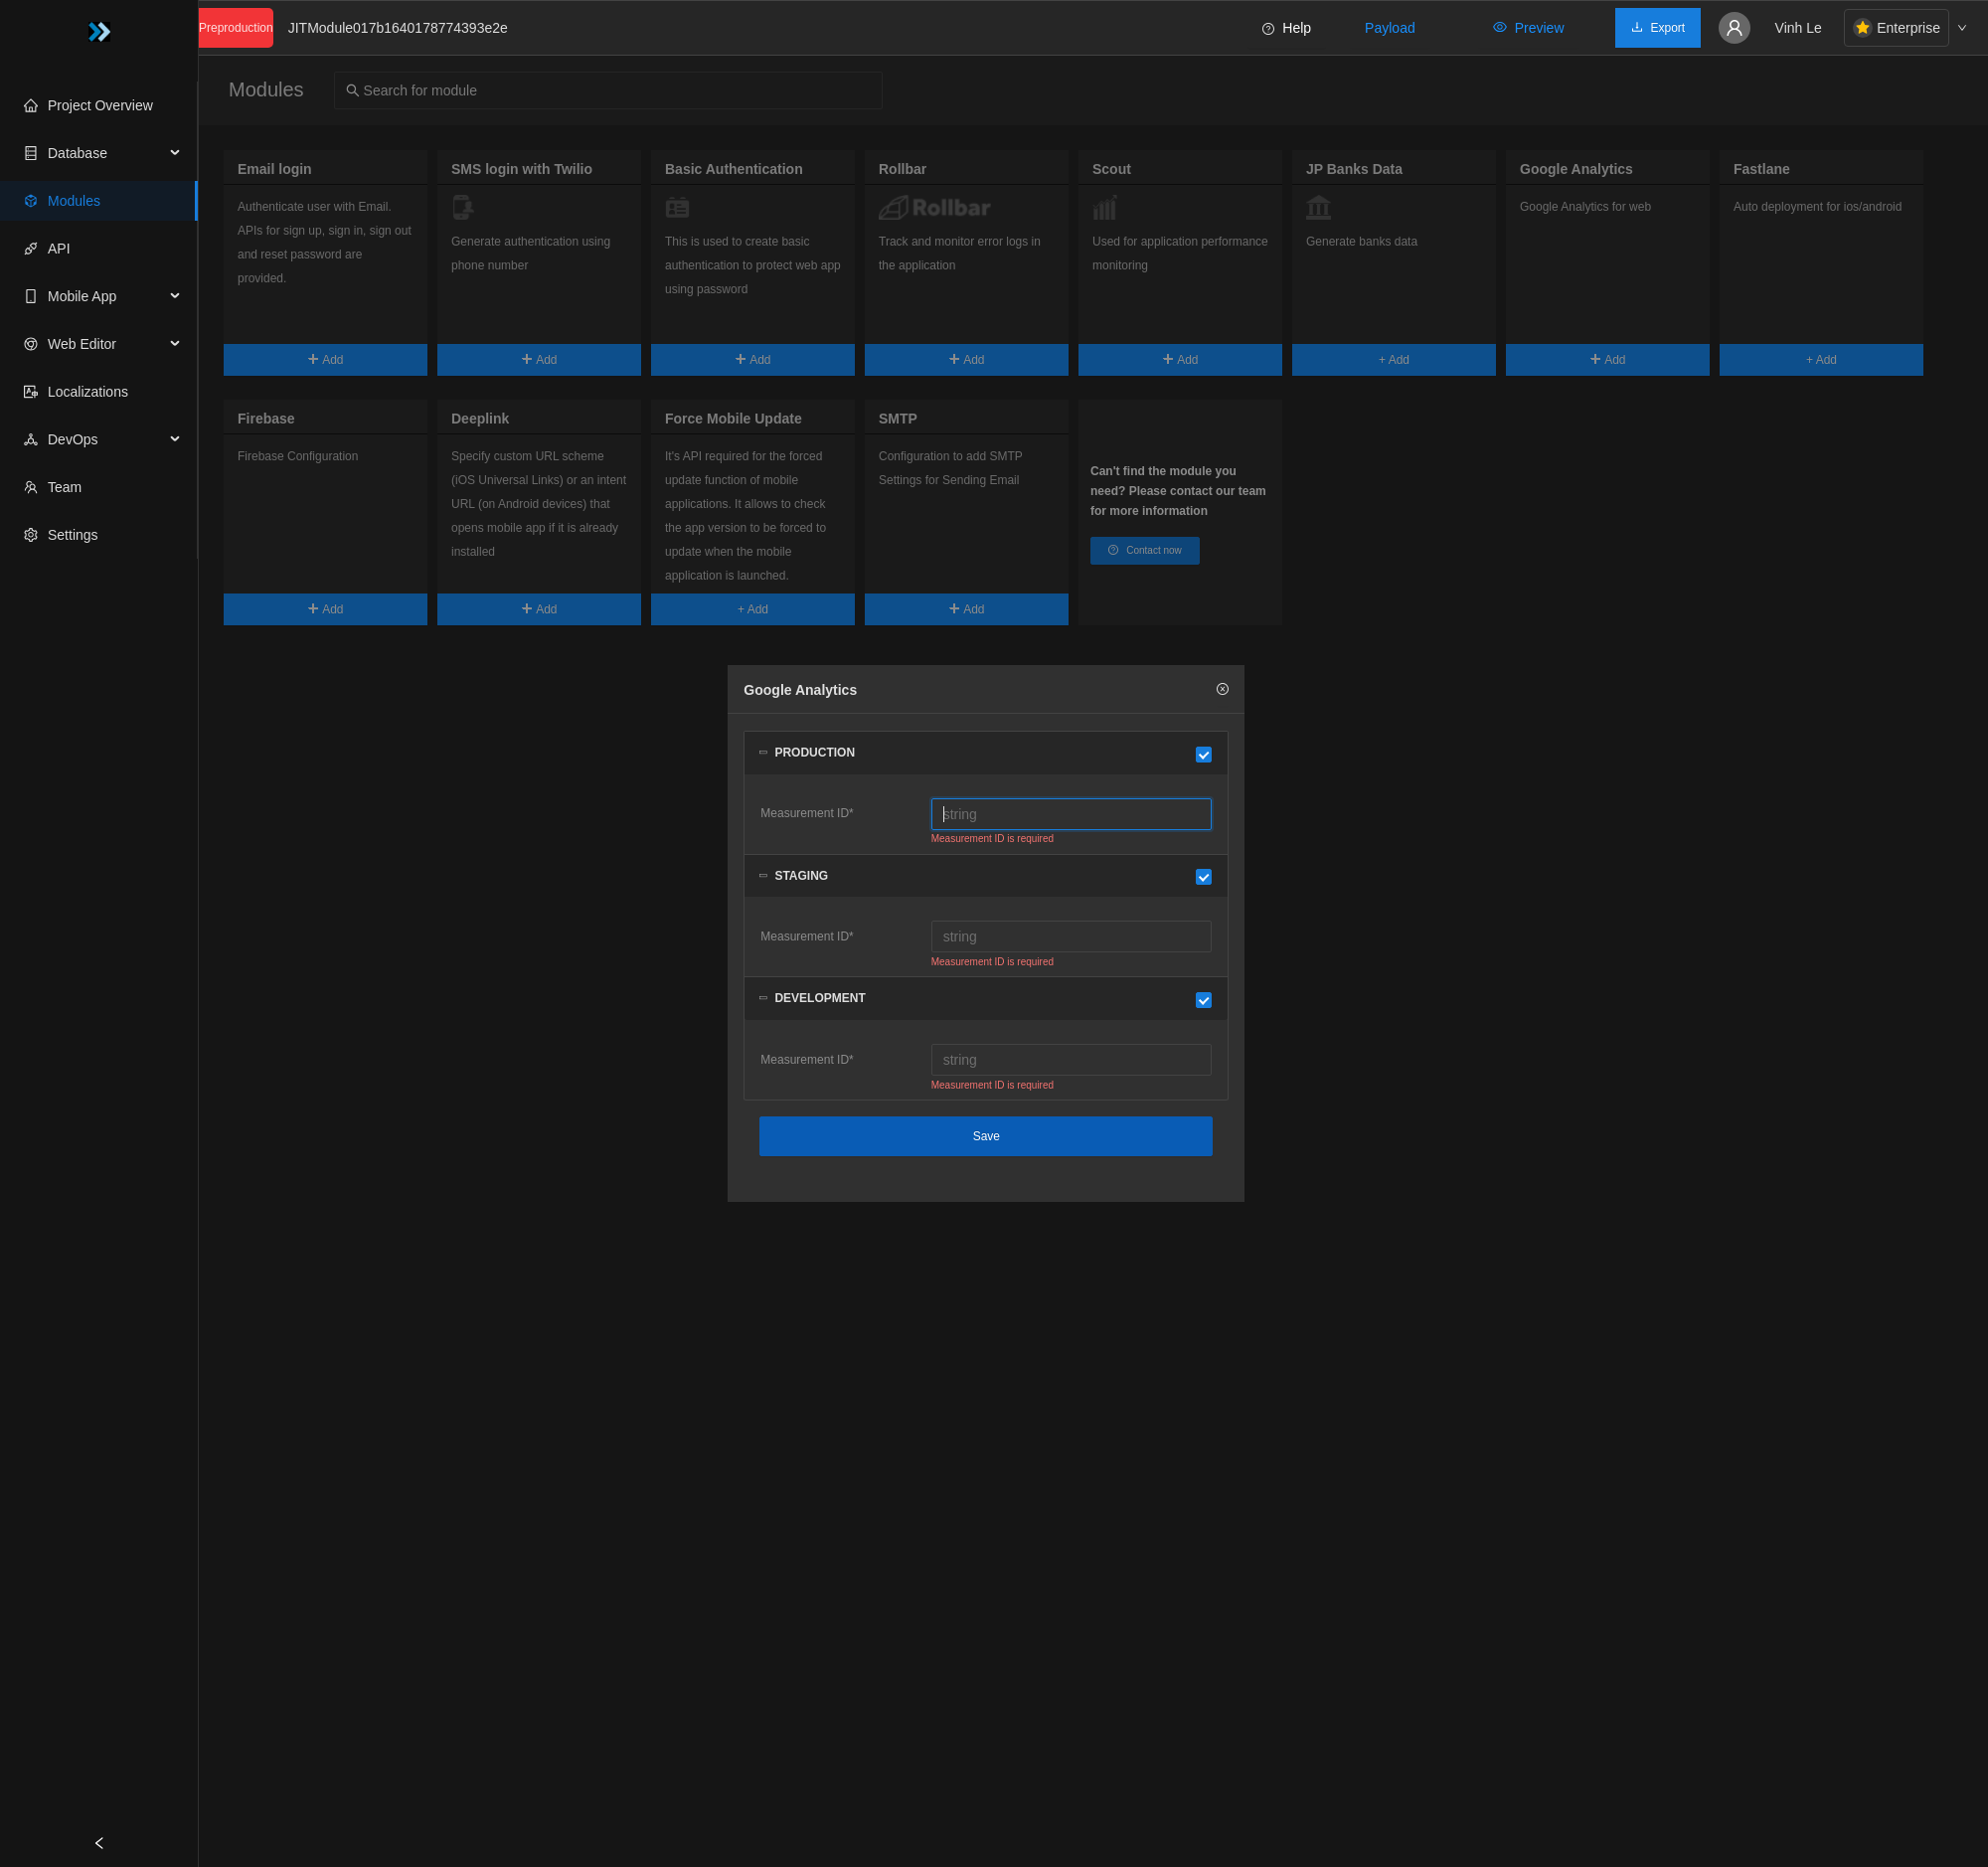 Preproduction
JITModule017b1640178774393e2e
Help
Payload
Preview
Export
Vinh Le
Enterprise
Project Overview
Database
Modules
API
Mobile App
Web Editor
Localizations
DevOps
Team
Settings
Modules
Search for module
Email login
Authenticate user with Email.
APIs for sign up, sign in, sign out
and reset password are
provided.
+ Add
SMS login with Twilio
Generate authentication using
phone number
+ Add
Basic Authentication
This is used to create basic
authentication to protect web app
using password
+ Add
Rollbar
Rollbar
Track and monitor error logs in
the application
+ Add
Scout
Used for application performance
monitoring
+ Add
JP Banks Data
Generate banks data
+ Add
Google Analytics
Google Analytics for web
+ Add
Fastlane
Auto deployment for ios/android
+ Add
Firebase
Firebase Configuration
+ Add
Deeplink
Specify custom URL scheme
(iOS Universal Links) or an intent
URL (on Android devices) that
opens mobile app if it is already
installed
+ Add
Force Mobile Update
It's API required for the forced
update function of mobile
applications. It allows to check
the app version to be forced to
update when the mobile
application is launched.
+ Add
SMTP
Configuration to add SMTP
Settings for Sending Email
+ Add
Can't find the module you
need? Please contact our team
for more information
Contact now
Google Analytics
PRODUCTION
Measurement ID*
string
Measurement ID is required
STAGING
Measurement ID*
string
Measurement ID is required
DEVELOPMENT
Measurement ID*
string
Measurement ID is required
Save